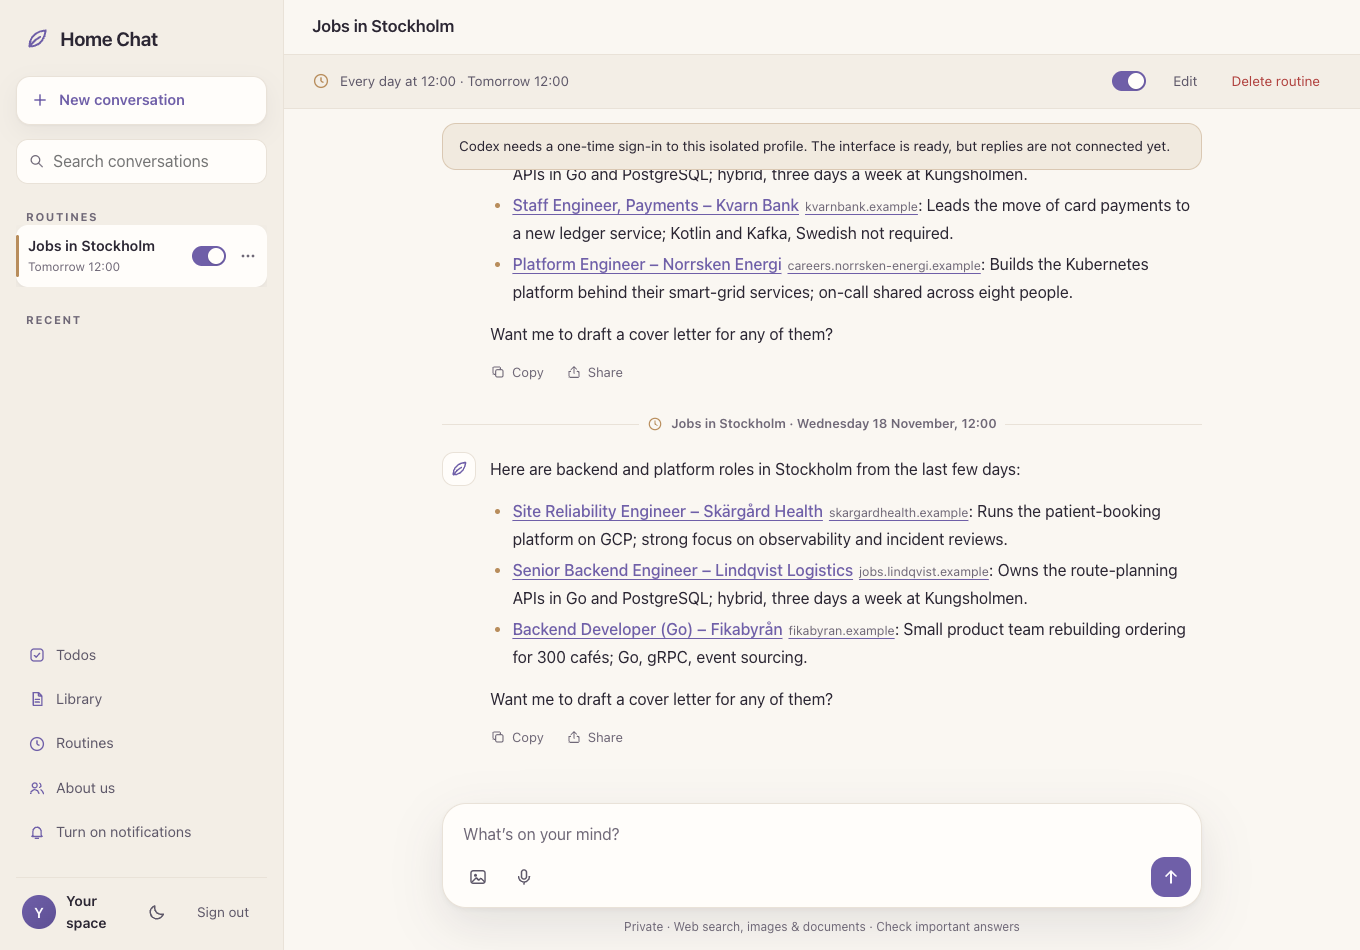 Home Chat
New conversation
Search conversations
ROUTINES
Jobs in Stockholm
Tomorrow 12:00
RECENT
Todos
Library
Routines
About us
Turn on notifications
Y
Your space
Sign out
Jobs in Stockholm
Every day at 12:00 · Tomorrow 12:00
Edit
Delete routine
Codex needs a one-time sign-in to this isolated profile. The interface is ready, but replies are not connected yet.
APIs in Go and PostgreSQL; hybrid, three days a week at Kungsholmen.
Staff Engineer, Payments – Kvarn Bank kvarnbank.example: Leads the move of card payments to
a new ledger service; Kotlin and Kafka, Swedish not required.
Platform Engineer – Norrsken Energi careers.norrsken-energi.example: Builds the Kubernetes
platform behind their smart-grid services; on-call shared across eight people.
Want me to draft a cover letter for any of them?
Copy
Share
Jobs in Stockholm · Wednesday 18 November, 12:00
Here are backend and platform roles in Stockholm from the last few days:
Site Reliability Engineer – Skärgård Health skargardhealth.example: Runs the patient-booking
platform on GCP; strong focus on observability and incident reviews.
Senior Backend Engineer – Lindqvist Logistics jobs.lindqvist.example: Owns the route-planning
APIs in Go and PostgreSQL; hybrid, three days a week at Kungsholmen.
Backend Developer (Go) – Fikabyrån fikabyran.example: Small product team rebuilding ordering
for 300 cafés; Go, gRPC, event sourcing.
Want me to draft a cover letter for any of them?
Copy
Share
What's on your mind?
Private · Web search, images & documents · Check important answers